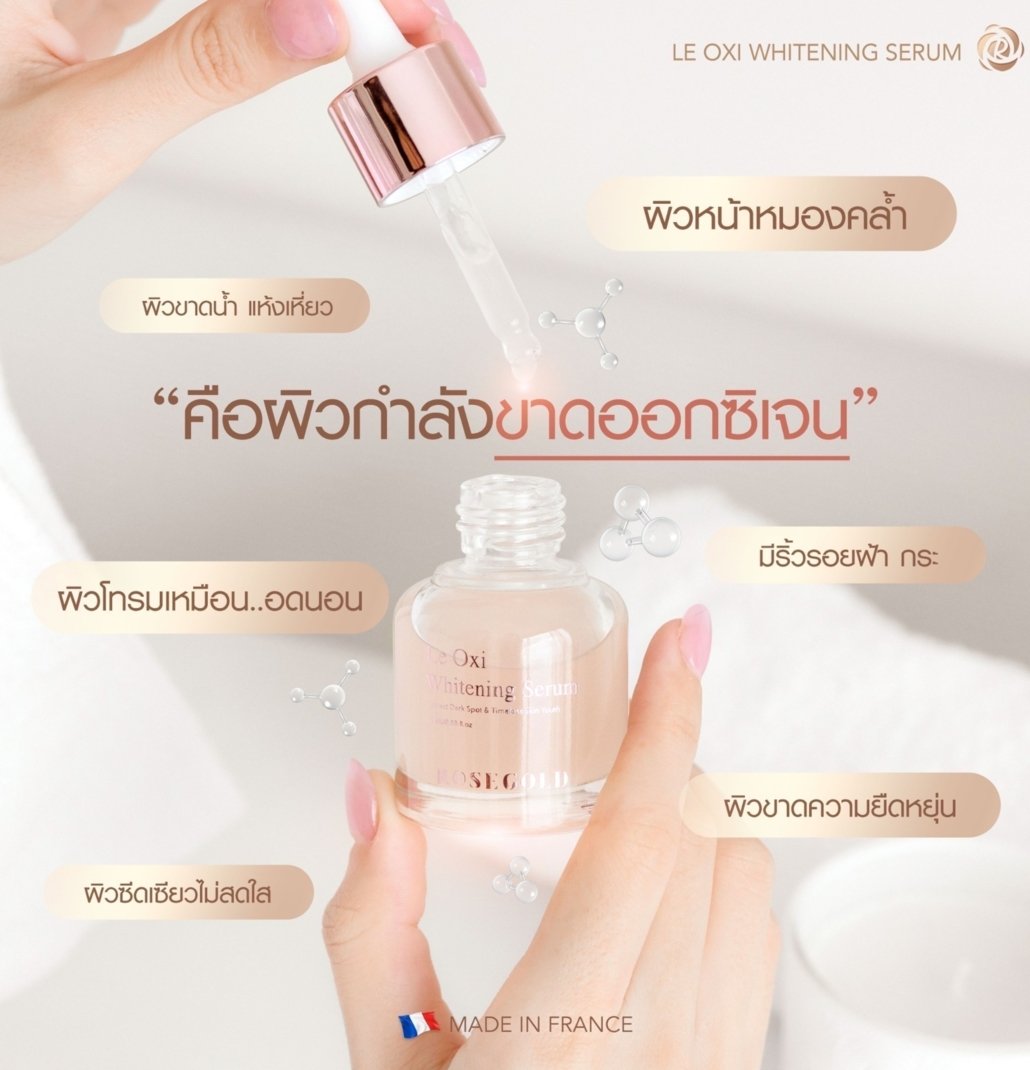 LE OXI WHITENING SERUM
ผิวหน้าหมองคล้ำ
ผิวขาดน้ำ แห้งเหี่ยว
“คือผิวกำลังขาดออกซิเจน”
มีริ้วรอยฝ้า กระ
ผิวโทรมเหมือน..อดนอน
Le Oxi
Whitening Serum
Dark Spot &
ROSEGOLD
ผิวขาดความยืดหยุ่น
ผิวซีดเซียวไม่สดใส
MADE IN FRANCE